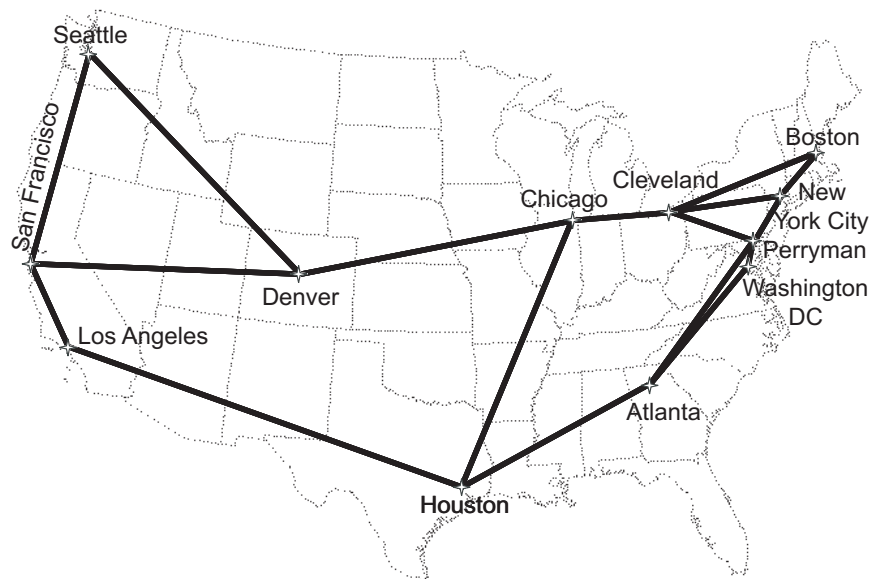 Seattle
San Francisco
Boston
Cleveland
Chicago
New
York City
Perryman
Denver
Washington
DC
Los Angeles
Atlanta
Houston